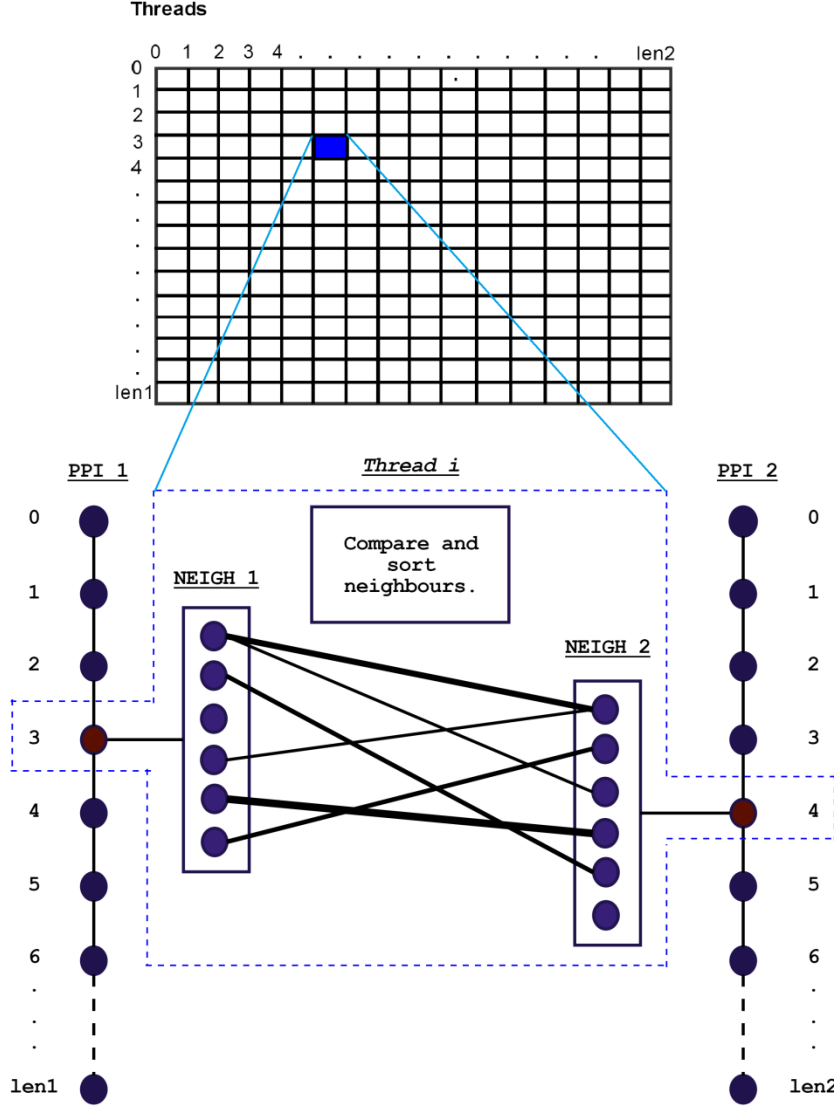 Threads
0 1 2 3 4 . . . . . . . . . . . len2
0
1
2
3
4
.
.
.
.
.
.
.
.
len1
PPI 1
Thread i
PPI 2
0
1
2
3
4
5
6
.
.
.
len1
NEIGH 1
Compare and
sort
neighbours.
NEIGH 2
0
1
2
3
4
5
6
.
.
.
len2